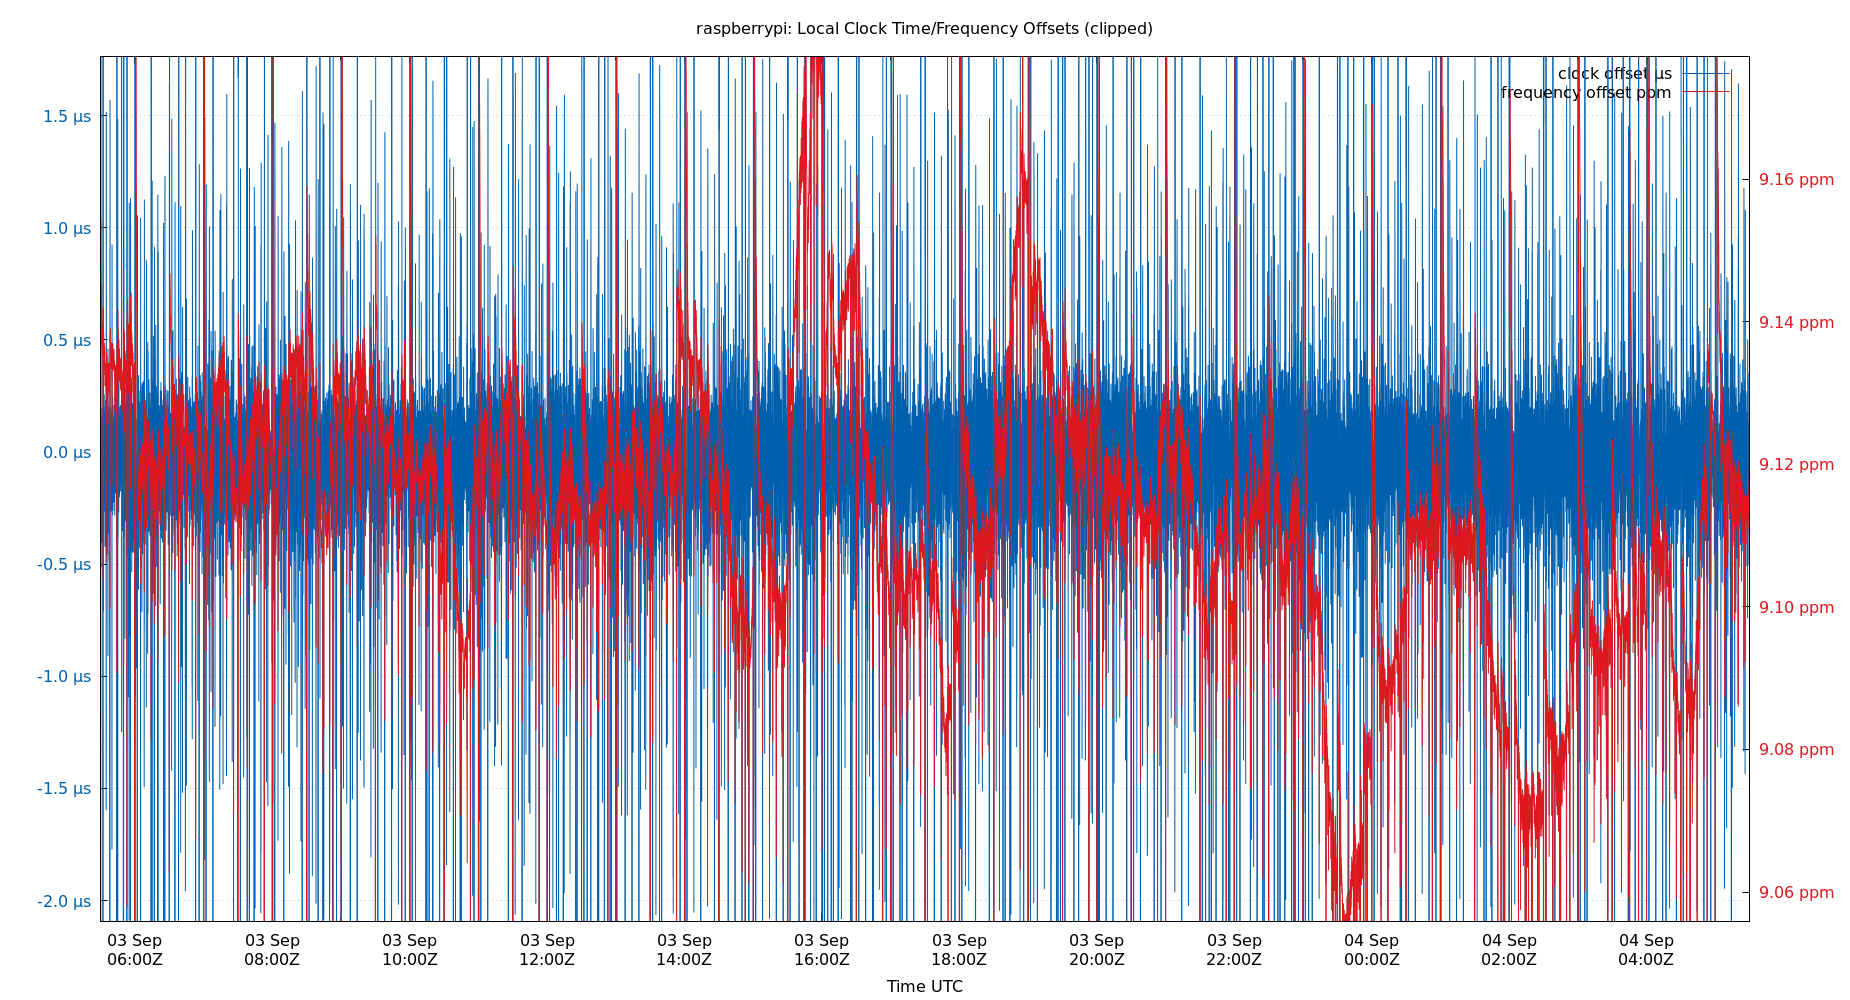 raspberrypi: Local Clock Time/Frequency Offsets (clipped)
clock offset µs
frequency offset ppm
1.5 µs
1.0 µs
0.5 µs
0.0 µs
-0.5 µs
-1.0 µs
-1.5 µs
-2.0 µs
9.16 ppm
9.14 ppm
9.12 ppm
9.10 ppm
9.08 ppm
9.06 ppm
03 Sep 03 Sep 03 Sep 03 Sep 03 Sep 03 Sep 03 Sep 03 Sep 03 Sep 04 Sep 04 Sep 04 Sep
06:00Z 08:00Z 10:00Z 12:00Z 14:00Z 16:00Z 18:00Z 20:00Z 22:00Z 00:00Z 02:00Z 04:00Z
Time UTC